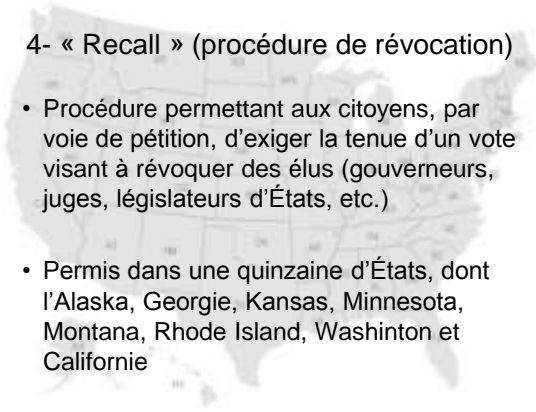 4- « Recall » (procédure de révocation)
• Procédure permettant aux citoyens, par
voie de pétition, d'exiger la tenue d'un vote
visant à révoquer des élus (gouverneurs,
juges, législateurs d'États, etc.)
• Permis dans une quinzaine d'États, dont
l'Alaska, Georgie, Kansas, Minnesota,
Montana, Rhode Island, Washinton et
Californie